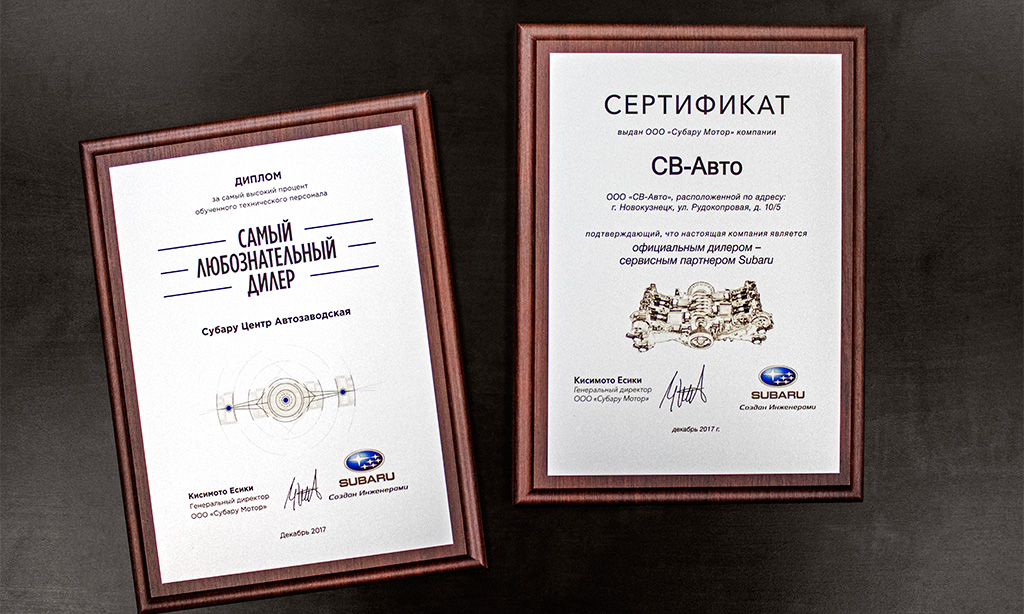 ДИПЛОМ
за самый высокий процент
обученного технического персонала
САМЫЙ
ЛЮБОЗНАТЕЛЬНЫЙ
ДИЛЕР
Субару Центр Автозаводская
Кисимото Есики
Генеральный директор
ООО «Субару Мотор»
SUBARU
Создан Инженерами
Декабрь 2017
СЕРТИФИКАТ
выдан ООО «Субару Мотор» компании
СВ-Авто
ООО «СВ-Авто», расположенной по адресу:
г. Новокузнецк, ул. Рудокопровая, д. 10/5
подтверждающий, что настоящая компания является
официальным дилером –
сервисным партнером Subaru
Кисимото Есики
Генеральный директор
ООО «Субару Мотор»
SUBARU
Создан Инженерами
декабрь 2017 г.